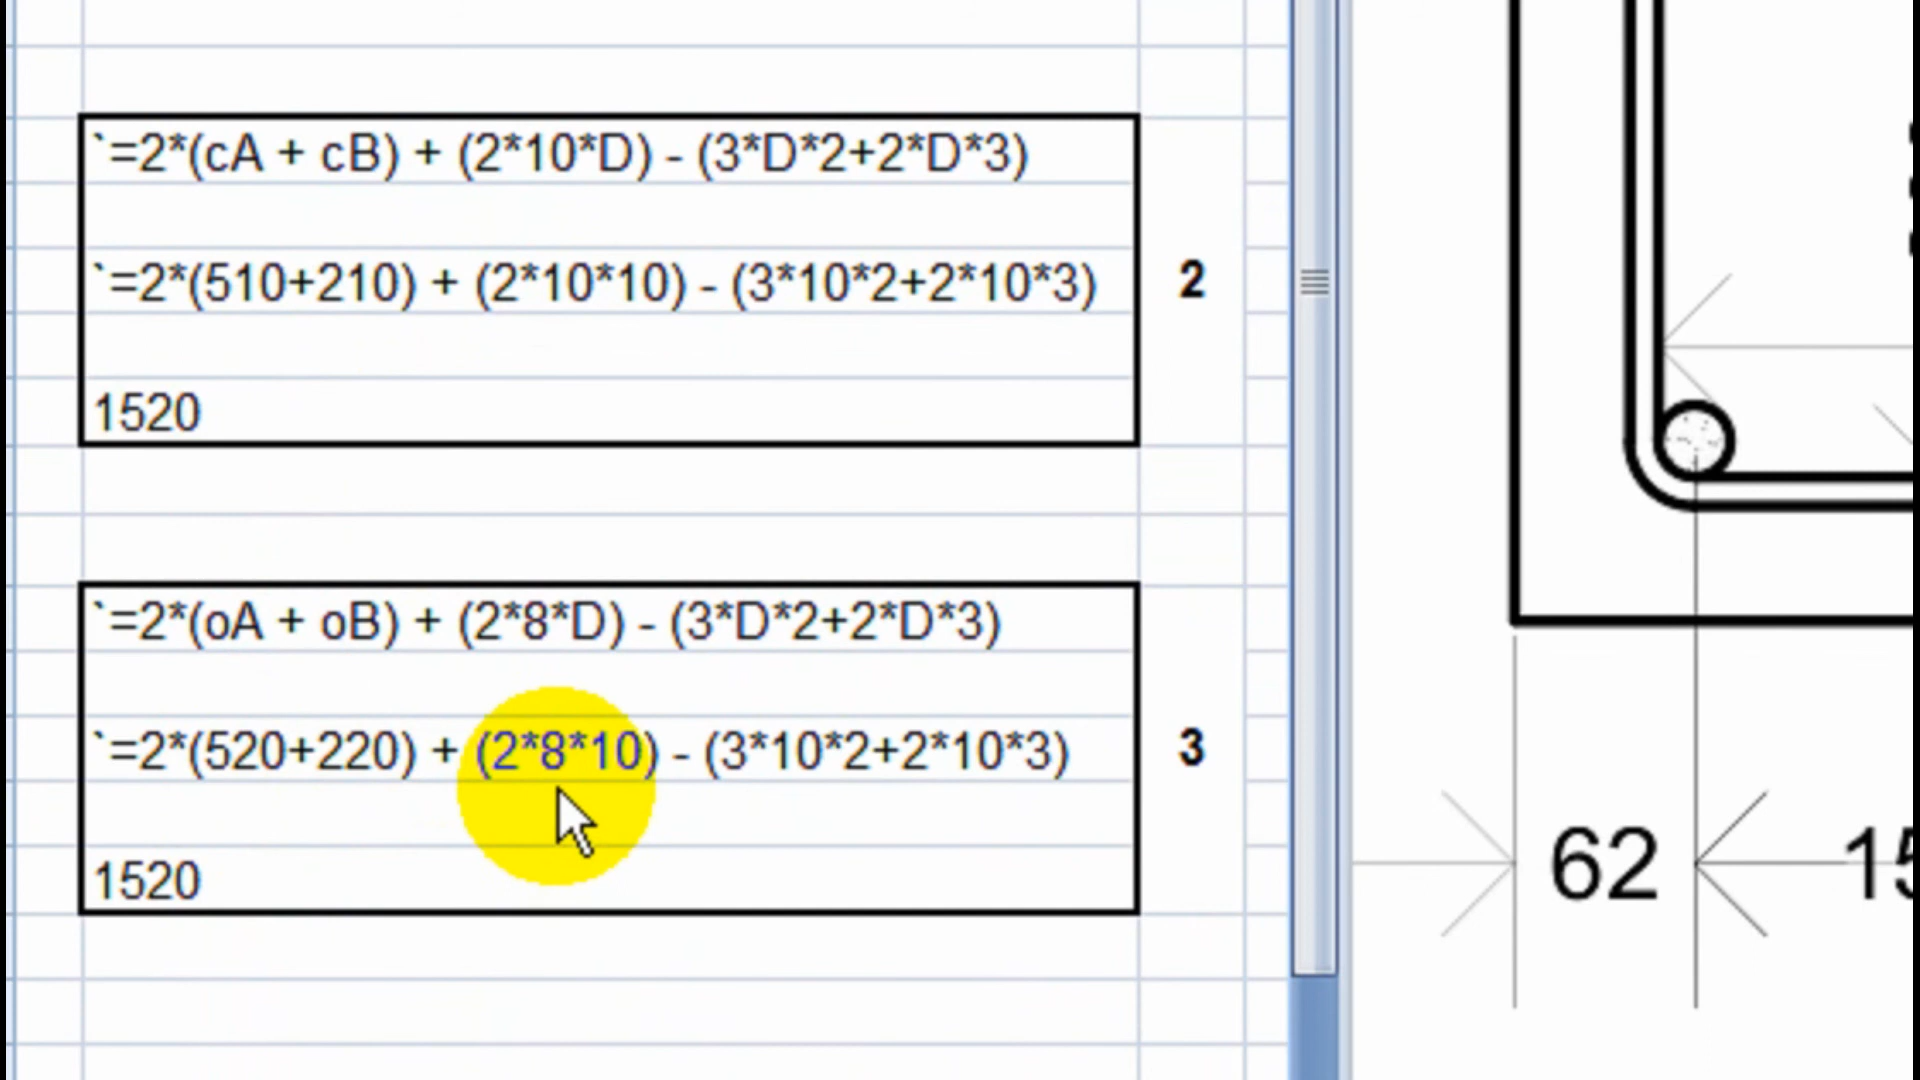 `=2*(cA + cB) + (2*10*D) - (3*D*2+2*D*3)
`=2*(510+210) + (2*10*10) - (3*10*2+2*10*3)
2
1520
`=2*(oA + oB) + (2*8*D) - (3*D*2+2*D*3)
`=2*(520+220) + (2*8*10) - (3*10*2+2*10*3)
3
1520
62